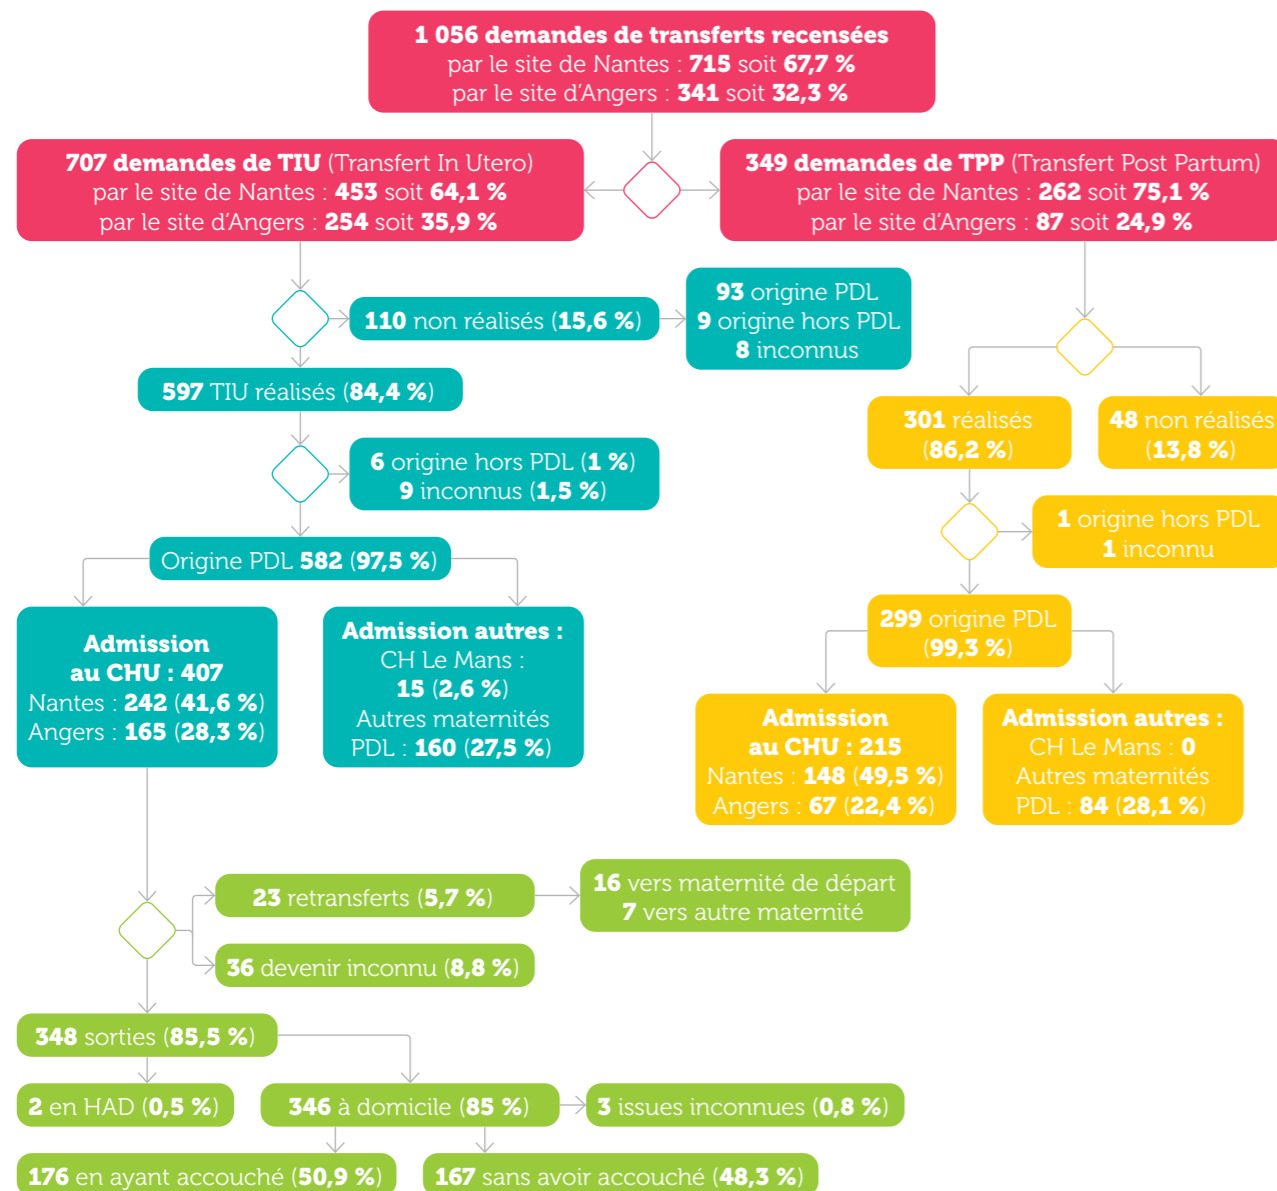 1 056 demandes de transferts recensées
par le site de Nantes : 715 soit 67,7 %
par le site d'Angers : 341 soit 32,3 %
707 demandes de TIU (Transfert In Utero)
par le site de Nantes : 453 soit 64,1 %
par le site d'Angers : 254 soit 35,9 %
349 demandes de TPP (Transfert Post Partum)
par le site de Nantes : 262 soit 75,1 %
par le site d'Angers : 87 soit 24,9 %
110 non réalisés (15,6 %)
93 origine PDL
9 origine hors PDL
8 inconnus
597 TIU réalisés (84,4 %)
6 origine hors PDL (1 %)
9 inconnus (1,5 %)
Origine PDL 582 (97,5 %)
Admission
au CHU : 407
Nantes : 242 (41,6 %)
Angers : 165 (28,3 %)
Admission autres :
CH Le Mans :
15 (2,6 %)
Autres maternités
PDL : 160 (27,5 %)
301 réalisés
(86,2 %)
48 non réalisés
(13,8 %)
1 origine hors PDL
1 inconnu
299 origine PDL
(99,3 %)
Admission
au CHU : 215
Nantes : 148 (49,5 %)
Angers : 67 (22,4 %)
Admission autres :
CH Le Mans : 0
Autres maternités
PDL : 84 (28,1 %)
23 retransferts (5,7 %)
16 vers maternité de départ
7 vers autre maternité
36 devenir inconnu (8,8 %)
348 sorties (85,5 %)
2 en HAD (0,5 %)
346 à domicile (85 %)
3 issues inconnues (0,8 %)
176 en ayant accouché (50,9 %)
167 sans avoir accouché (48,3 %)